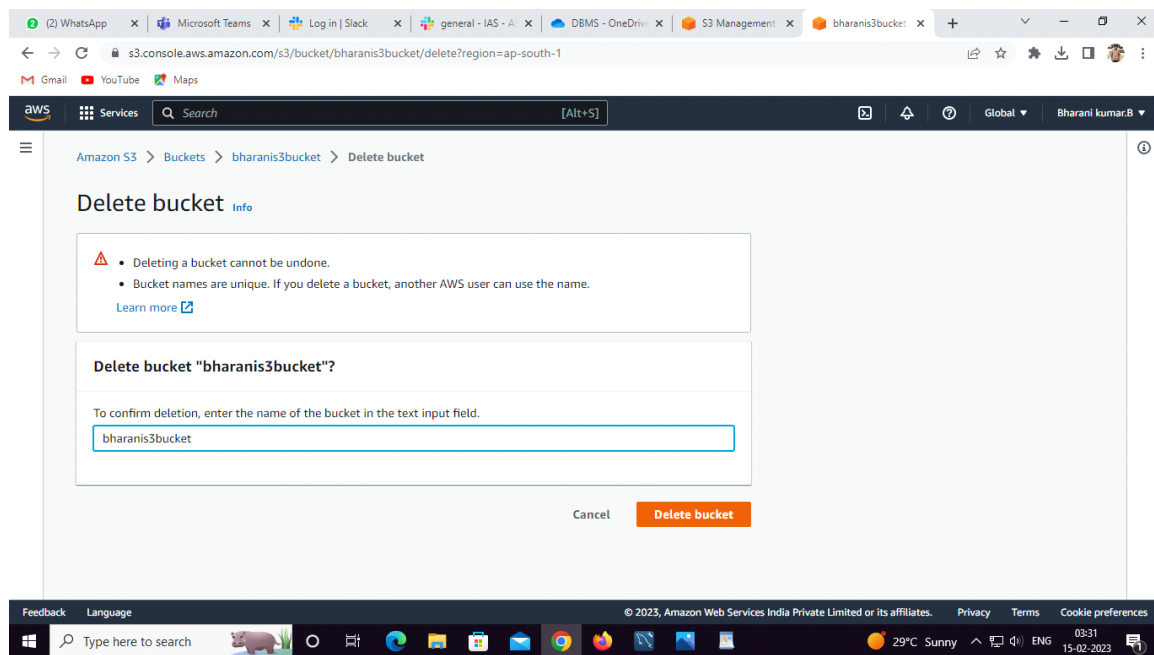 (2) WhatsApp
Microsoft Teams
Log in | Slack
general - IAS - A
DBMS - OneDriv
S3 Management
bharanis3bucket
s3.console.aws.amazon.com/s3/bucket/bharanis3bucket/delete?region=ap-south-1
Gmail YouTube Maps
aws Services Search [Alt+S] Global Bharani kumar.B
Amazon S3 > Buckets > bharanis3bucket > Delete bucket
Delete bucket Info
• Deleting a bucket cannot be undone.
• Bucket names are unique. If you delete a bucket, another AWS user can use the name.
Learn more
Delete bucket "bharanis3bucket"?
To confirm deletion, enter the name of the bucket in the text input field.
bharanis3bucket
Cancel Delete bucket
Feedback Language © 2023, Amazon Web Services India Private Limited or its affiliates. Privacy Terms Cookie preferences
Type here to search 29°C Sunny ENG 03:31
15-02-2023
1